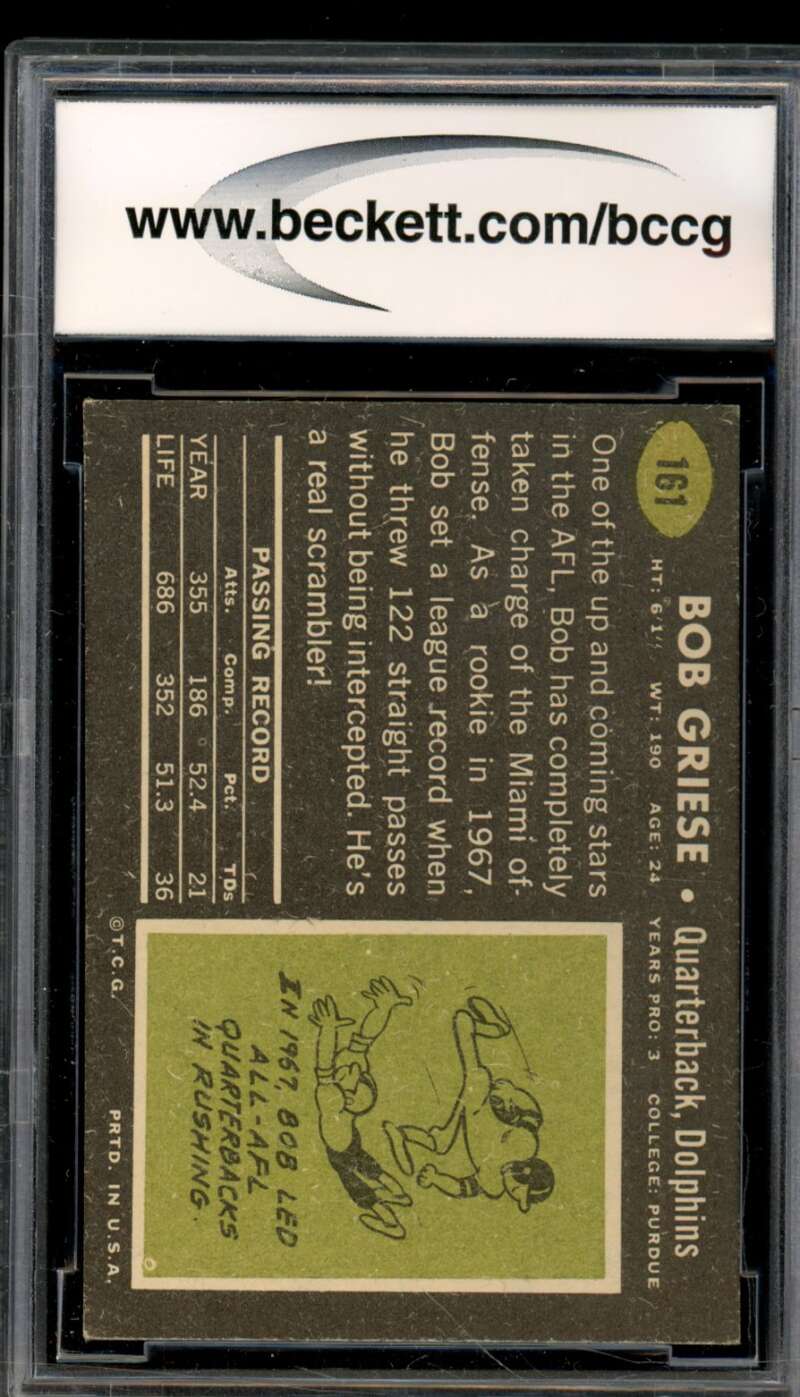 www.beckett.com/bccg
161
BOB GRIESE • Quarterback, Dolphins
HT: 6'1" WT: 190 AGE: 24 YEARS PRO: 3 COLLEGE: PURDUE
One of the up and coming stars
in the AFL, Bob has completely
taken charge of the Miami of-
fense. As a rookie in 1967,
Bob set a league record when
he threw 122 straight passes
without being intercepted. He's
a real scrambler!
PASSING RECORD
Atts. Comp. Pct. TDs
YEAR 355 186 52.4 21
LIFE 686 352 51.3 36
IN 1967, BOB LED
ALL-AFL
QUARTERBACKS
IN RUSHING.
© T.C.G. PRTD. IN U.S.A.